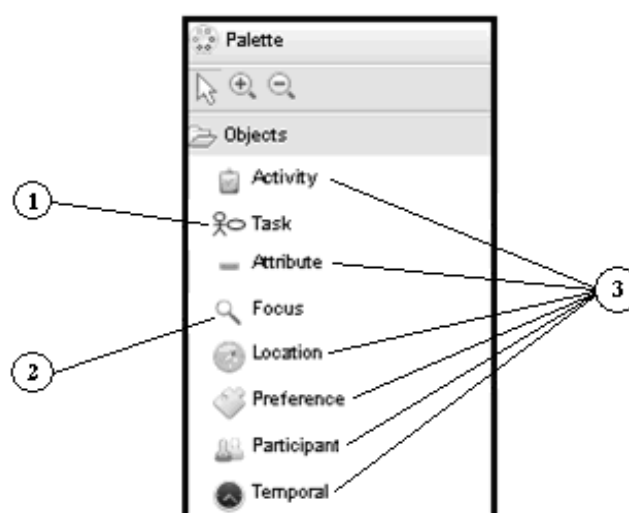 Palette
Objects
Activity
1
Task
Attribute
3
Focus
Location
2
Preference
Participant
Temporal